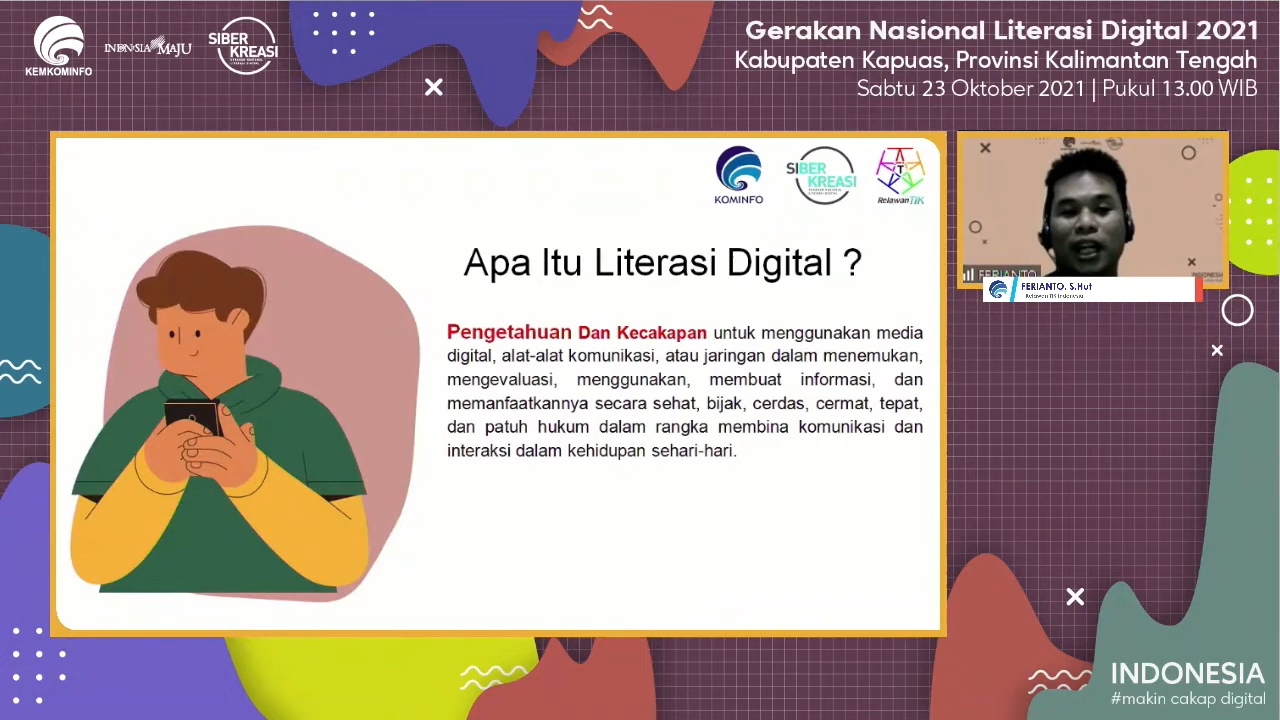 KEMKOMINFO
INDONESIA MAJU
SIBER
KREASI
Gerakan Nasional Literasi Digital 2021
Kabupaten Kapuas, Provinsi Kalimantan Tengah
Sabtu 23 Oktober 2021 | Pukul 13.00 WIB
KOMINFO
SIBER
KREASI
RelawanTIK
Apa Itu Literasi Digital ?
Pengetahuan Dan Kecakapan untuk menggunakan media
digital, alat-alat komunikasi, atau jaringan dalam menemukan,
mengevaluasi, menggunakan, membuat informasi, dan
memanfaatkannya secara sehat, bijak, cerdas, cermat, tepat,
dan patuh hukum dalam rangka membina komunikasi dan
interaksi dalam kehidupan sehari-hari.
FERIANTO
FERIANTO. S.Hut
Relawan TIK Indonesia
INDONESIA
#makin cakap digital